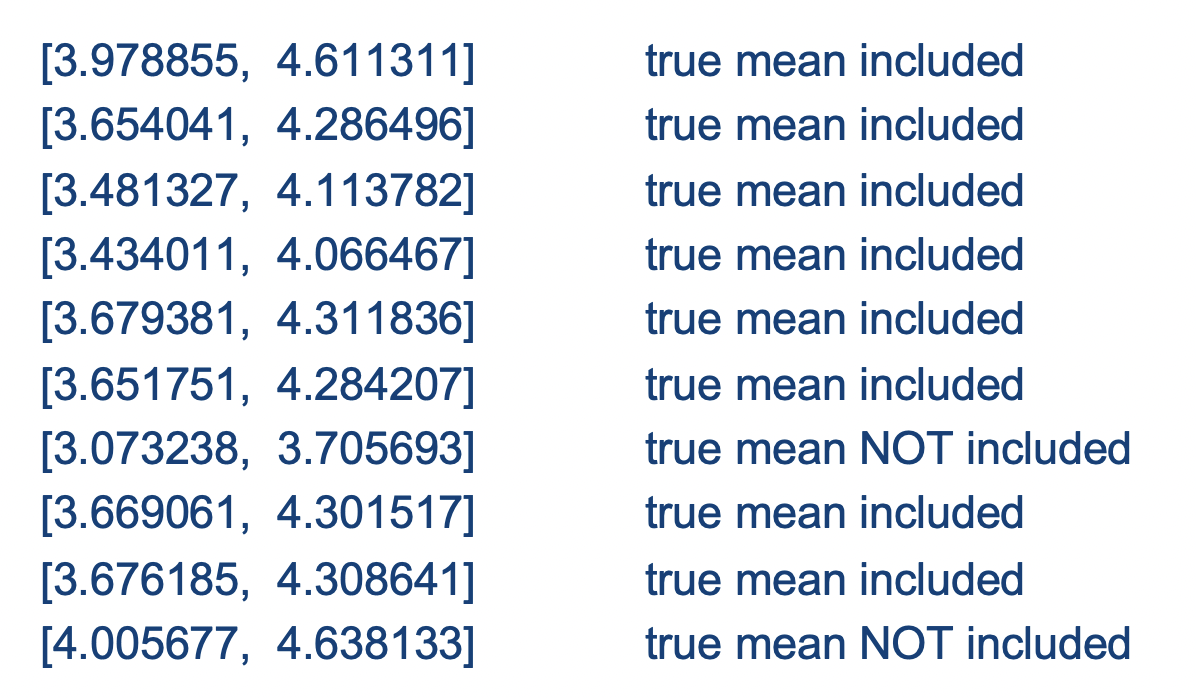 [3.978855, 4.611311] true mean included
[3.654041, 4.286496] true mean included
[3.481327, 4.113782] true mean included
[3.434011, 4.066467] true mean included
[3.679381, 4.311836] true mean included
[3.651751, 4.284207] true mean included
[3.073238, 3.705693] true mean NOT included
[3.669061, 4.301517] true mean included
[3.676185, 4.308641] true mean included
[4.005677, 4.638133] true mean NOT included